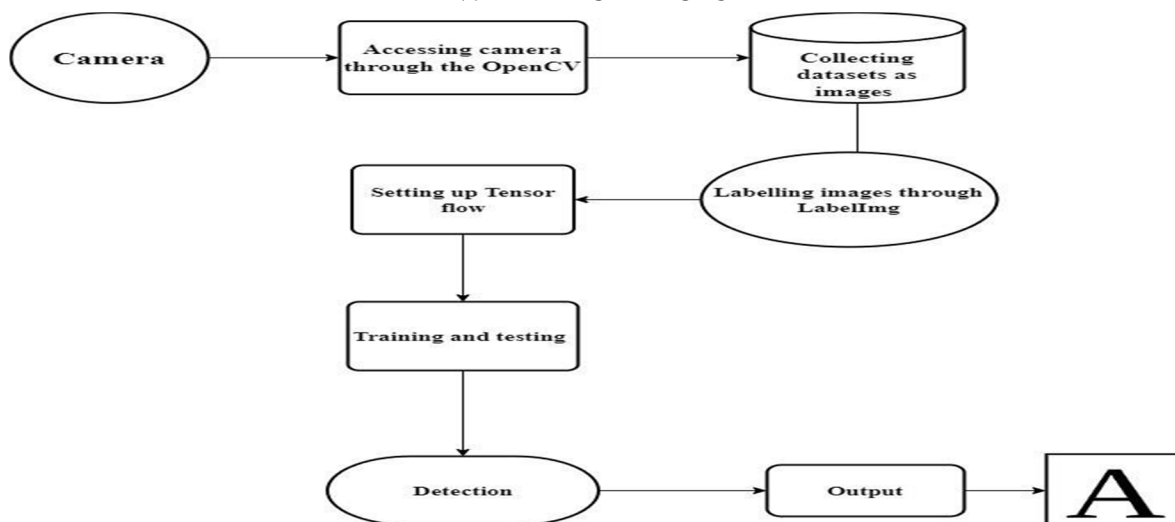 Camera
Accessing camera
through the OpenCV
Collecting
datasets as
images
Labelling images through
LabelImg
Setting up Tensor
flow
Training and testing
Detection
Output
A